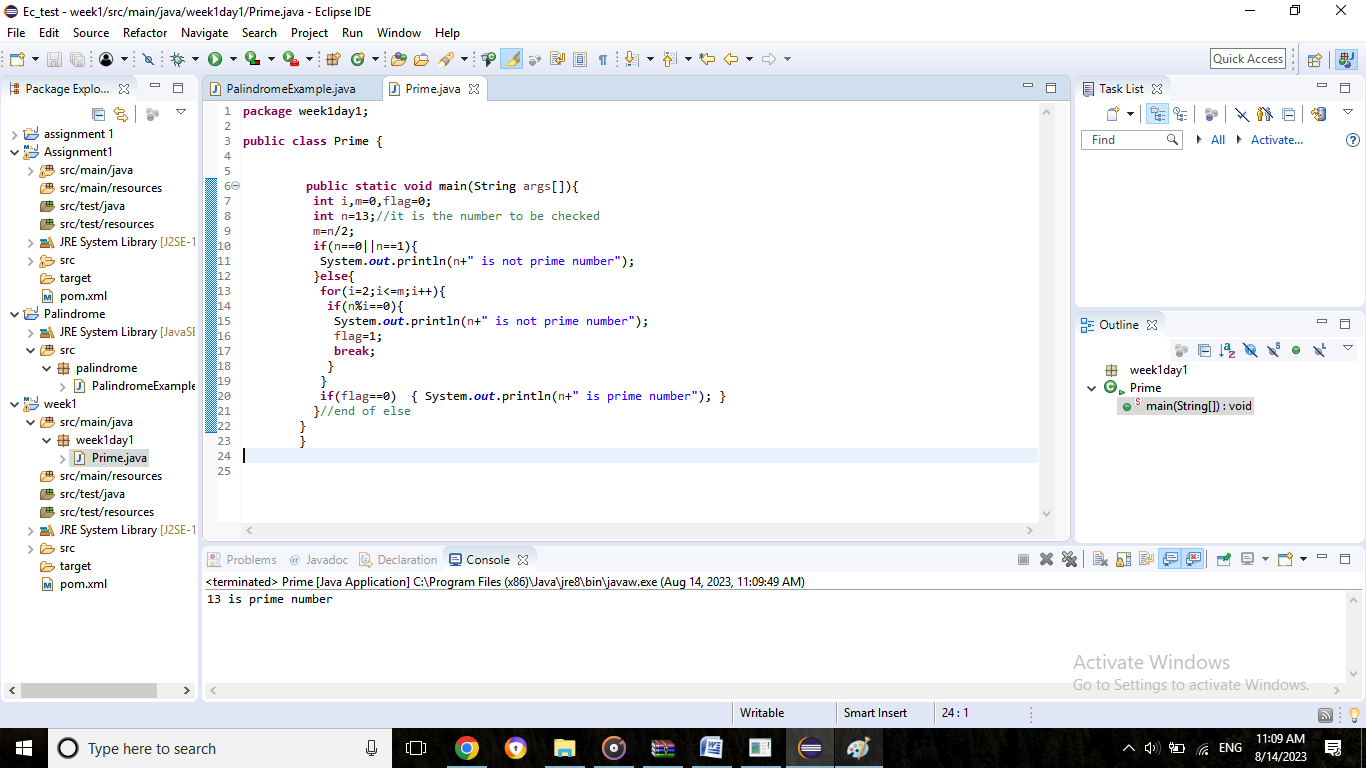 Ec_test - week1/src/main/java/week1day1/Prime.java - Eclipse IDE
File Edit Source Refactor Navigate Search Project Run Window Help
Quick Access
Package Explo...
assignment 1
Assignment1
src/main/java
src/main/resources
src/test/java
src/test/resources
JRE System Library [J2SE-1
src
target
pom.xml
Palindrome
JRE System Library [JavaSE
src
palindrome
PalindromeExample
week1
src/main/java
week1day1
Prime.java
src/main/resources
src/test/java
src/test/resources
JRE System Library [J2SE-1
src
target
pom.xml
PalindromeExample.java Prime.java
1 package week1day1;
2
3 public class Prime {
4
5
6 public static void main(String args[]){
7 int i,m=0,flag=0;
8 int n=13;//it is the number to be checked
9 m=n/2;
10 if(n==0||n==1){
11 System.out.println(n+" is not prime number");
12 }else{
13 for(i=2;i<=m;i++){
14 if(n%i==0){
15 System.out.println(n+" is not prime number");
16 flag=1;
17 break;
18 }
19 }
20 if(flag==0) { System.out.println(n+" is prime number"); }
21 }//end of else
22 }
23 }
24
25
Task List
Find All Activate...
Outline
week1day1
Prime
main(String[]) : void
Problems @ Javadoc Declaration Console
<terminated> Prime [Java Application] C:\Program Files (x86)\Java\jre8\bin\javaw.exe (Aug 14, 2023, 11:09:49 AM)
13 is prime number
Activate Windows
Go to Settings to activate Windows.
Writable Smart Insert 24 : 1
Type here to search
ENG
11:09 AM
8/14/2023